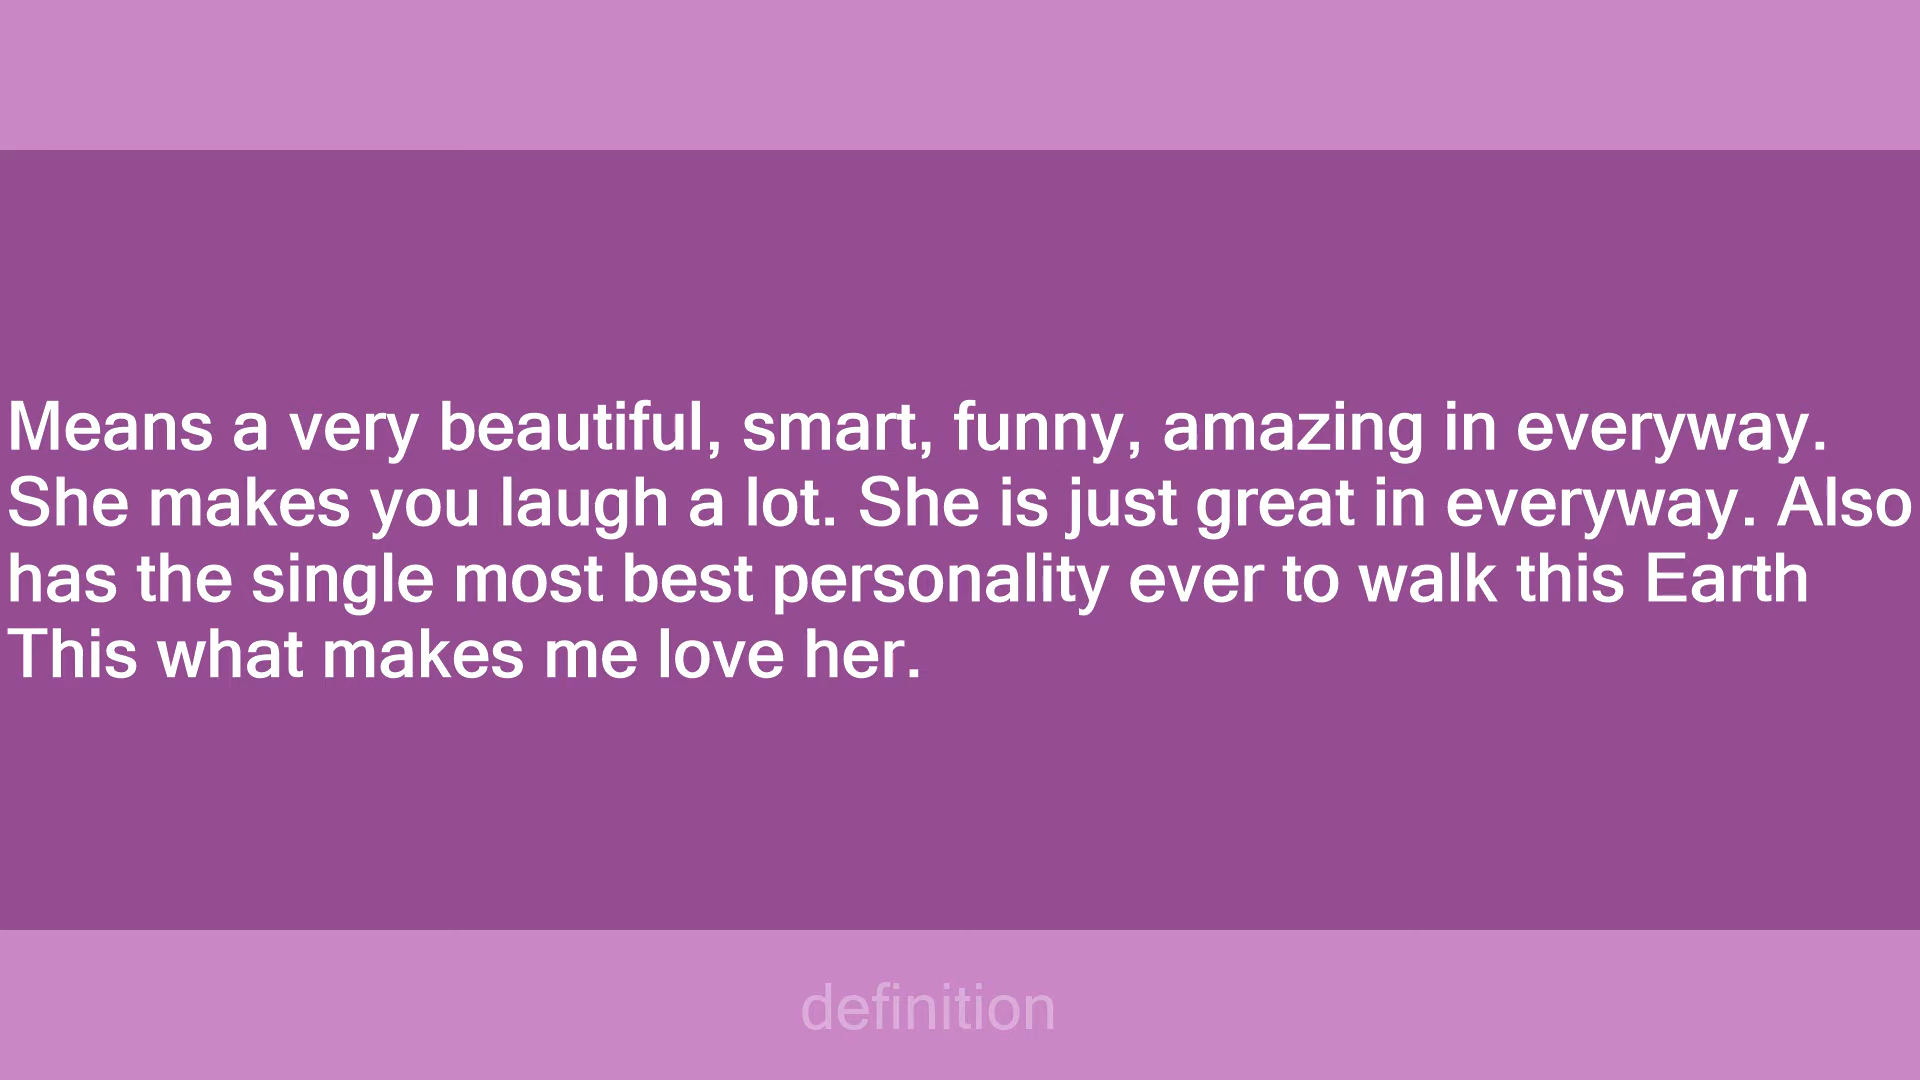 Means a very beautiful, smart, funny, amazing in everyway.
She makes you laugh a lot. She is just great in everyway. Also
has the single most best personality ever to walk this Earth
This what makes me love her.
definition